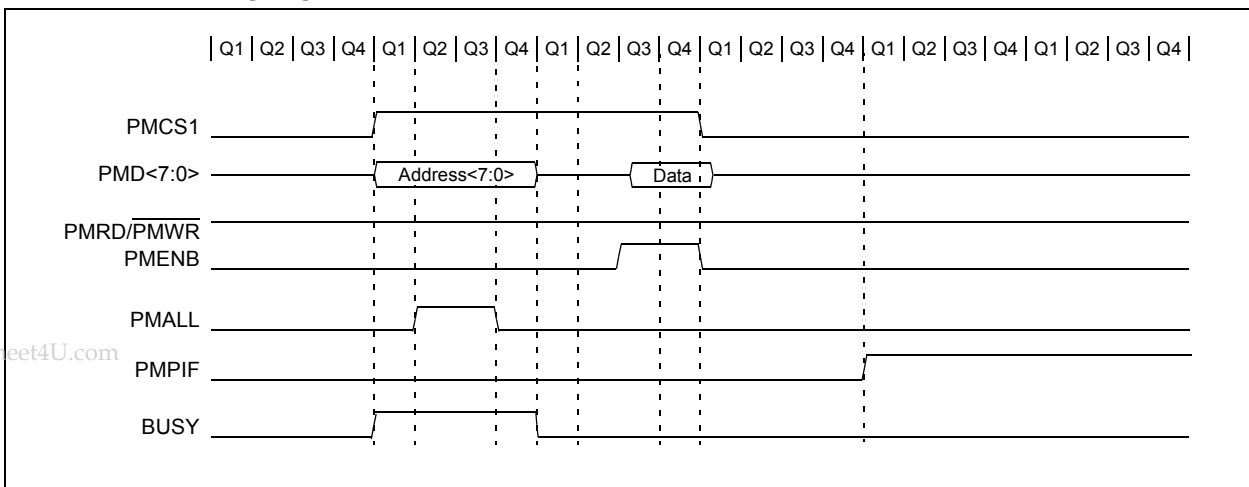 Q1 Q2 Q3 Q4 Q1 Q2 Q3 Q4 Q1 Q2 Q3 Q4 Q1 Q2 Q3 Q4 Q1 Q2 Q3 Q4 Q1 Q2 Q3 Q4
PMCS1
PMD<7:0> Address<7:0> Data
PMRD/PMWR
PMENB
PMALL
eet4U.com
PMPIF
BUSY